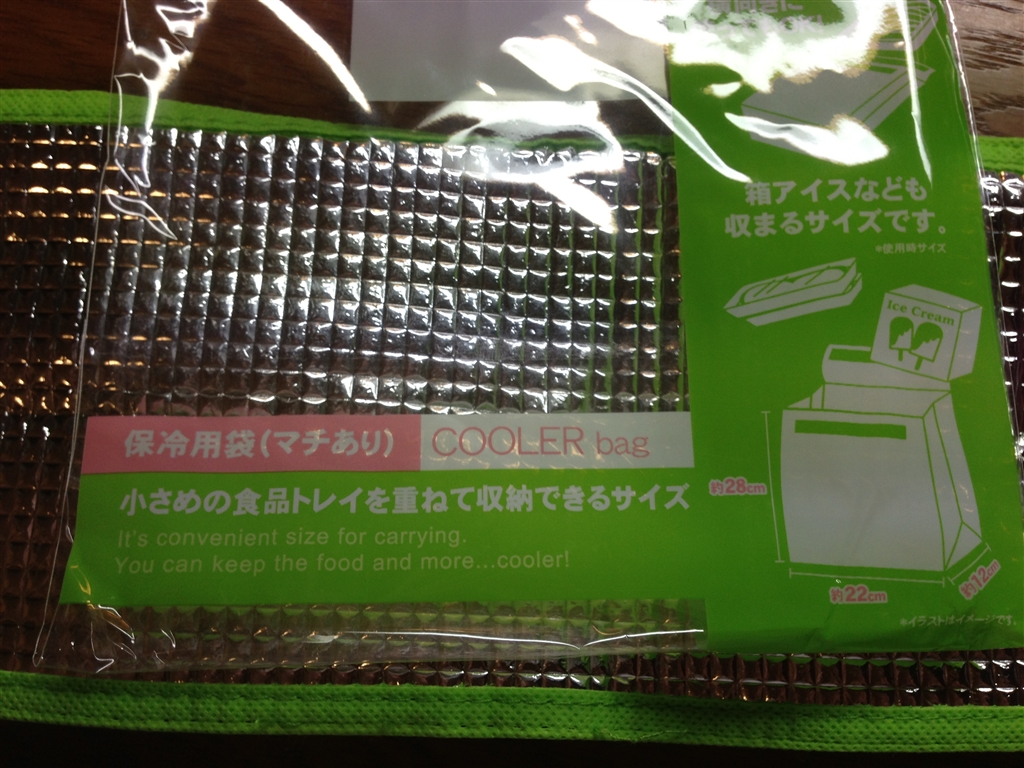 箱アイスなども
収まるサイズです。
*使用時サイズ
Ice Cream
保冷用袋(マチあり)
COOLER bag
小さめの食品トレイを重ねて収納できるサイズ
It's convenient size for carrying.
You can keep the food and more...cooler!
約28cm
約22cm
約12cm
*イラストはイメージです。